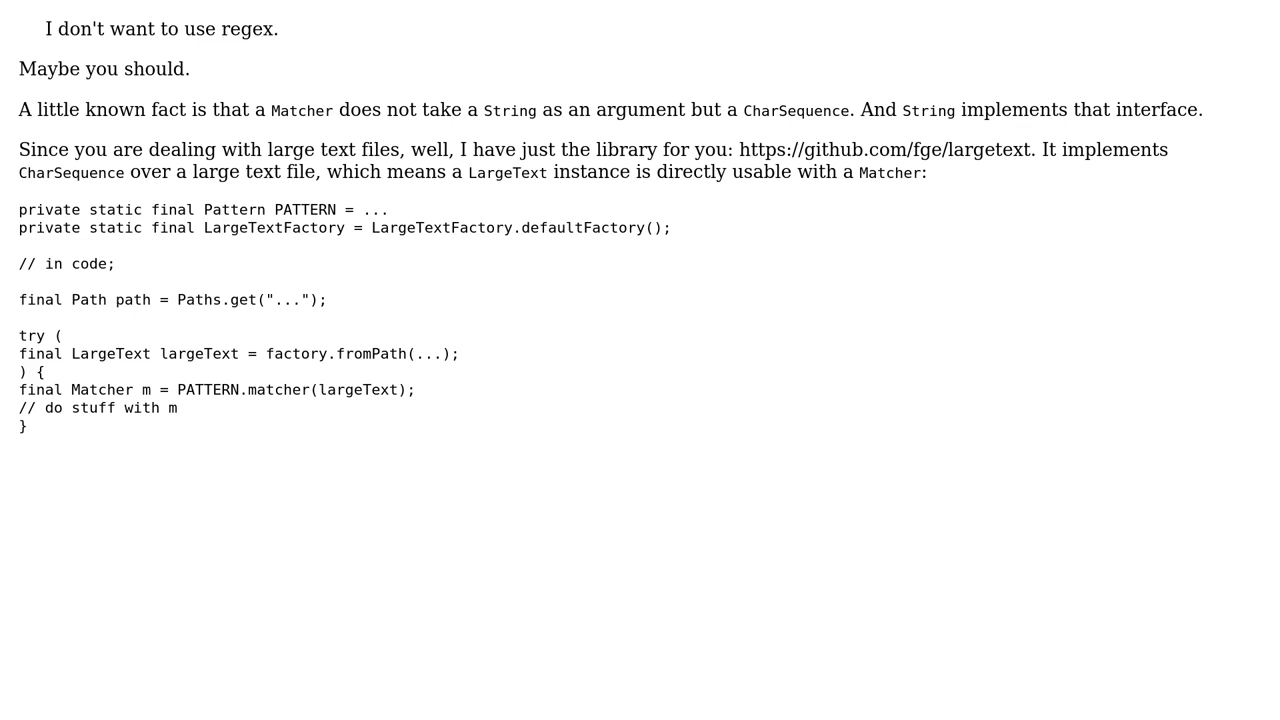 I don't want to use regex.
Maybe you should.
A little known fact is that a Matcher does not take a String as an argument but a CharSequence. And String implements that interface.
Since you are dealing with large text files, well, I have just the library for you: https://github.com/fge/largetext. It implements
CharSequence over a large text file, which means a LargeText instance is directly usable with a Matcher:
private static final Pattern PATTERN = ...
private static final LargeTextFactory = LargeTextFactory.defaultFactory();
// in code;
final Path path = Paths.get("...");
try (
final LargeText largeText = factory.fromPath(...);
) {
final Matcher m = PATTERN.matcher(largeText);
// do stuff with m
}